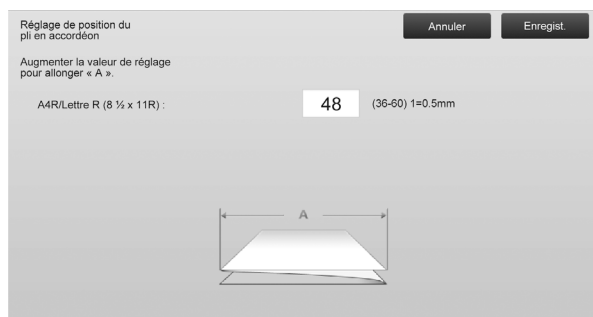 Réglage de position du
pli en accordéon
Annuler
Enregist.
Augmenter la valeur de réglage
pour allonger « A ».
A4R/Lettre R (8 ½ x 11R) :
48
(36-60) 1=0.5mm
A